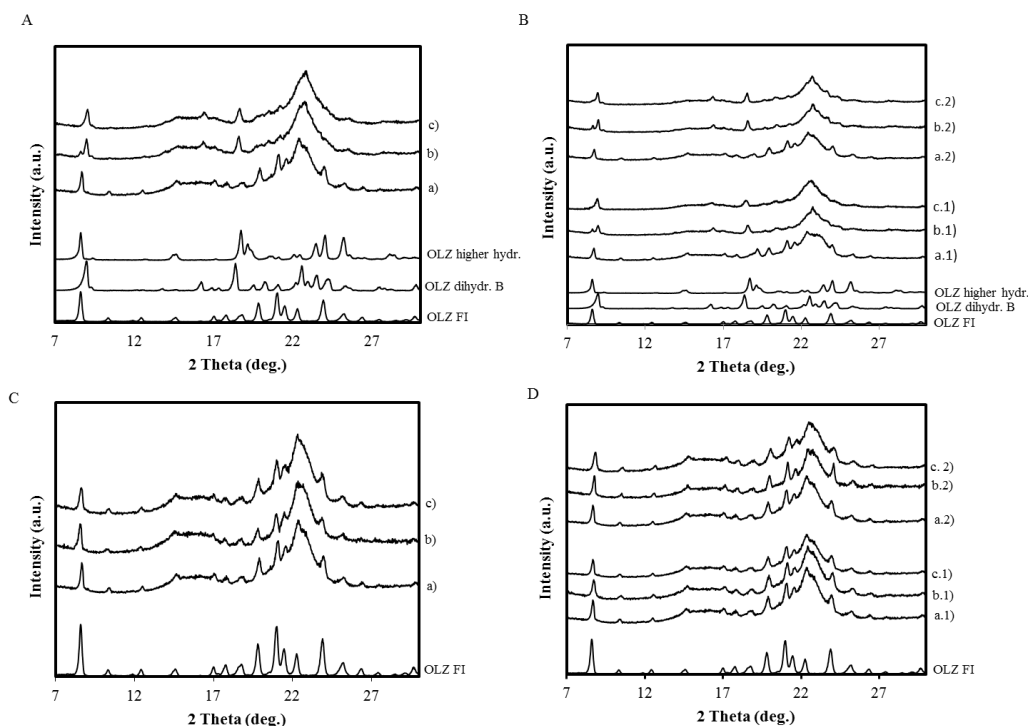 A
Intensity (a.u.)
c)
b)
a)
OLZ higher hydr.
OLZ dihydr. B
OLZ FI
7 12 17 22 27
2 Theta (deg.)
B
Intensity (a.u.)
c.2)
b.2)
a.2)
c.1)
b.1)
a.1)
OLZ higher hydr.
OLZ dihydr. B
OLZ FI
7 12 17 22 27
2 Theta (deg.)
C
Intensity (a.u.)
c)
b)
a)
OLZ FI
7 12 17 22 27
2 Theta (deg.)
D
Intensity (a.u.)
c. 2)
b.2)
a.2)
c.1)
b.1)
a.1)
OLZ FI
7 12 17 22 27
2 Theta (deg.)